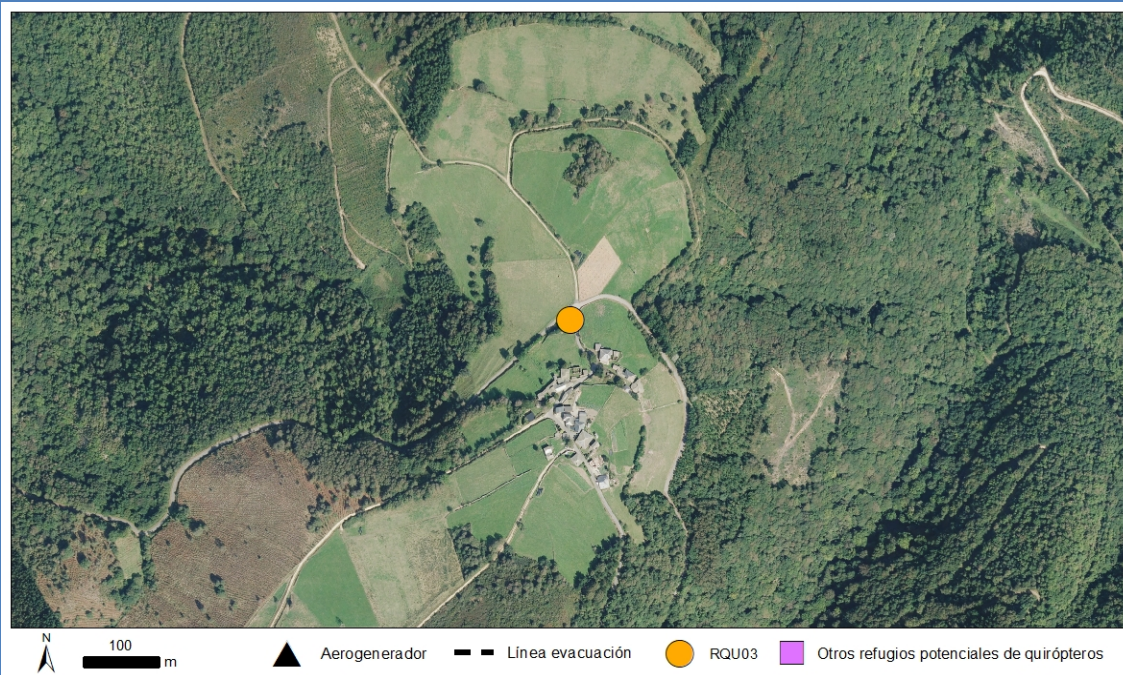 N
100
m
Aerogenerador
Línea evacuación
RQU03
Otros refugios potenciales de quirópteros